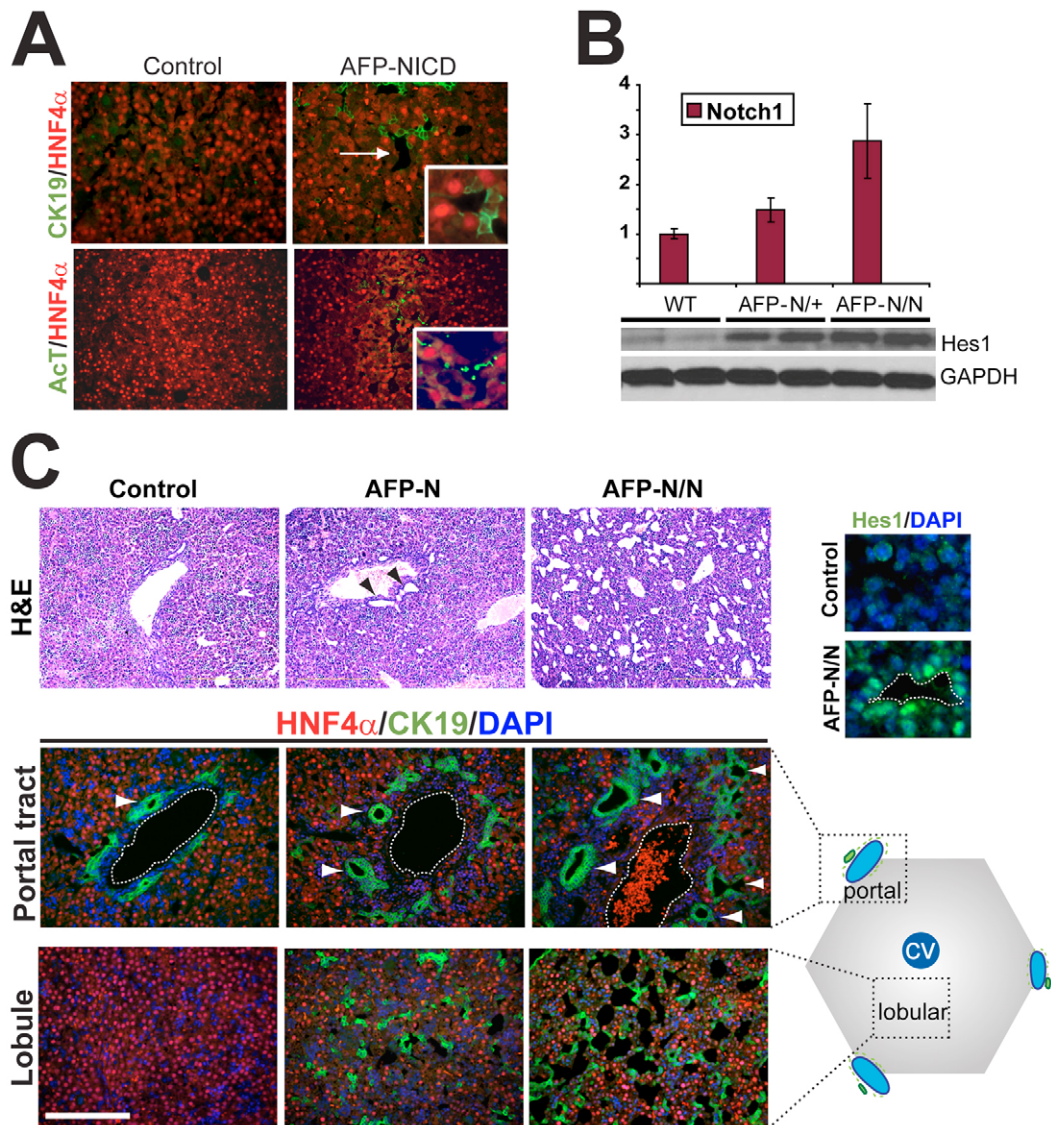 A
Control
AFP-NICD
CK19/HNF4α
AcT/HNF4α
B
4
3
2
1
Notch1
WT
AFP-N/+
AFP-N/N
Hes1
GAPDH
C
Control
AFP-N
AFP-N/N
H&E
Hes1/DAPI
Control
AFP-N/N
HNF4α/CK19/DAPI
Portal tract
Lobule
portal
CV
lobular